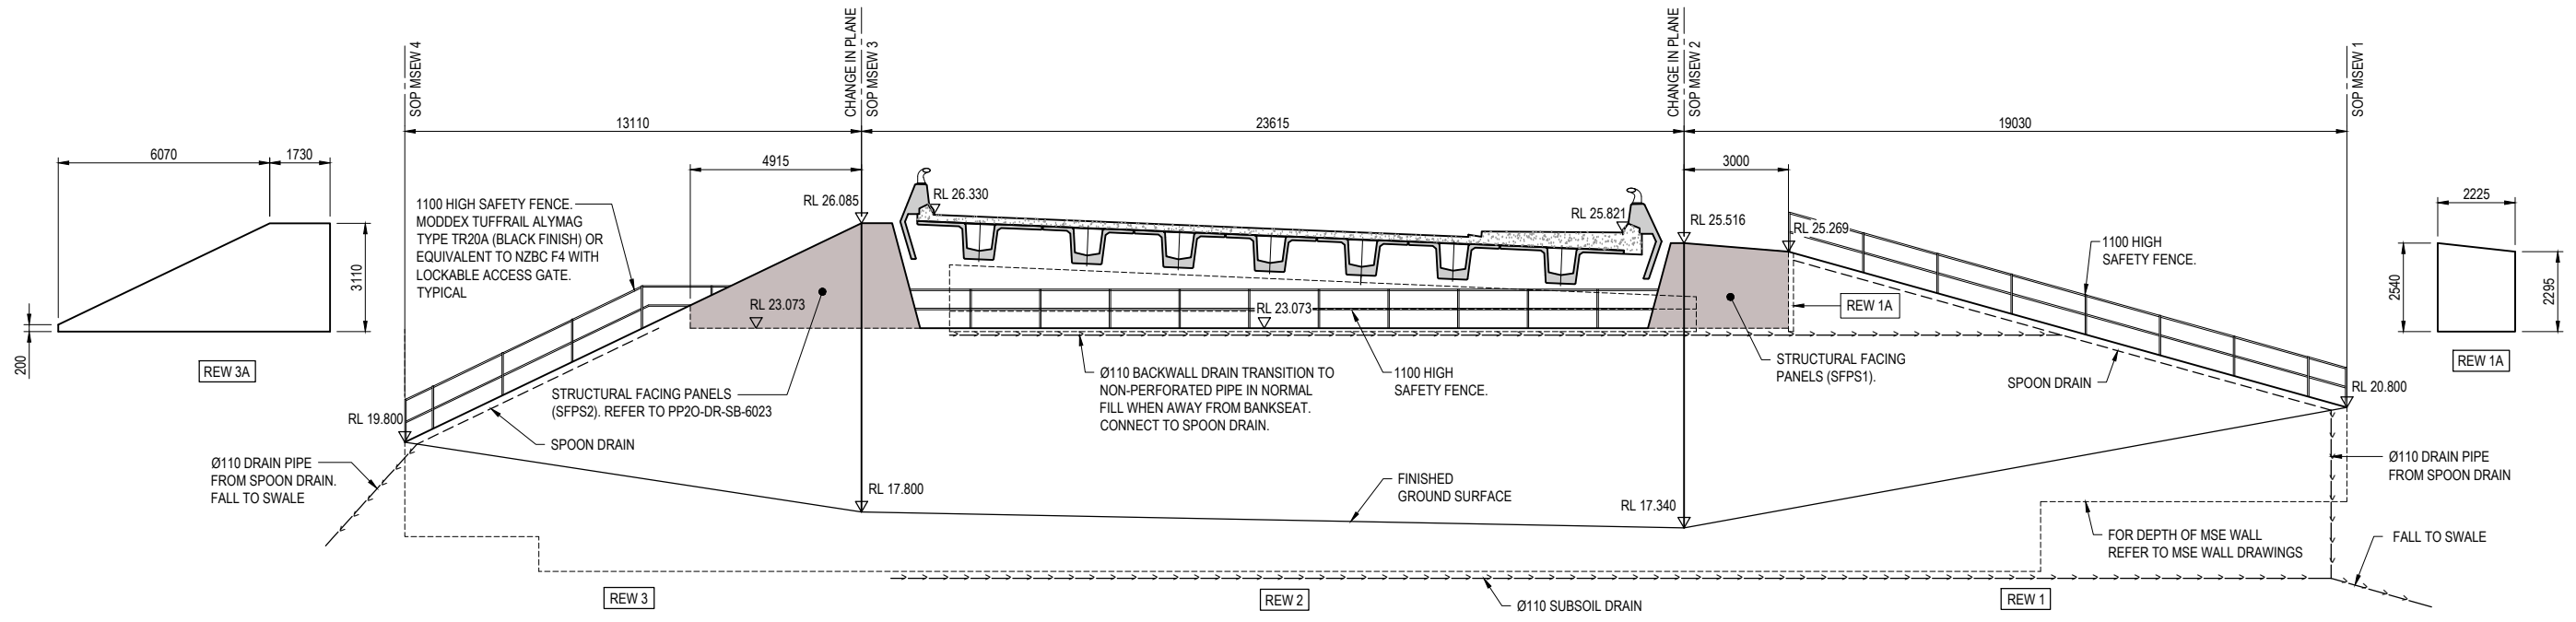 SOP MSEW 4
CHANGE IN PLANE
SOP MSEW 3
CHANGE IN PLANE
SOP MSEW 2
SOP MSEW 1
13110
23615
19030
6070
1730
4915
3000
2225
3110
200
REW 3A
1100 HIGH SAFETY FENCE.
MODDEX TUFFRAIL ALYMAG
TYPE TR20A (BLACK FINISH) OR
EQUIVALENT TO NZBC F4 WITH
LOCKABLE ACCESS GATE.
TYPICAL
RL 26.085
RL 26.330
RL 25.821
RL 25.516
RL 25.269
1100 HIGH
SAFETY FENCE.
2540
2295
REW 1A
RL 23.073
RL 23.073
REW 1A
STRUCTURAL FACING PANELS
(SFPS2). REFER TO PP2O-DR-SB-6023
Ø110 BACKWALL DRAIN TRANSITION TO
NON-PERFORATED PIPE IN NORMAL
FILL WHEN AWAY FROM BANKSEAT.
CONNECT TO SPOON DRAIN.
1100 HIGH
SAFETY FENCE.
STRUCTURAL FACING
PANELS (SFPS1).
SPOON DRAIN
RL 20.800
RL 19.800
SPOON DRAIN
Ø110 DRAIN PIPE
FROM SPOON DRAIN.
FALL TO SWALE
RL 17.800
FINISHED
GROUND SURFACE
RL 17.340
Ø110 DRAIN PIPE
FROM SPOON DRAIN
FOR DEPTH OF MSE WALL
REFER TO MSE WALL DRAWINGS
FALL TO SWALE
REW 3
REW 2
Ø110 SUBSOIL DRAIN
REW 1